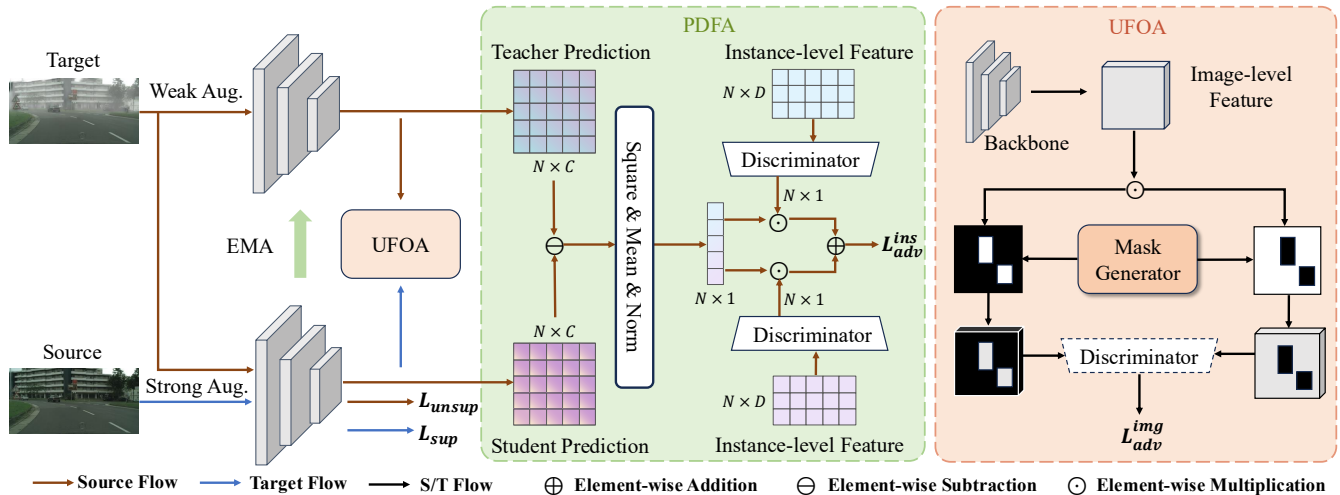 Target
Weak Aug.
EMA
UFOA
Source
Strong Aug.
L_unsup
L_sup
PDFA
Teacher Prediction
N × C
N × C
Student Prediction
Square & Mean & Norm
Instance-level Feature
N × D
Discriminator
N × 1
N × 1
N × 1
L_adv^ins
Discriminator
N × D
Instance-level Feature
UFOA
Backbone
Image-level
Feature
Mask
Generator
Discriminator
L_adv^img
Source Flow
Target Flow
S/T Flow
Element-wise Addition
Element-wise Subtraction
Element-wise Multiplication